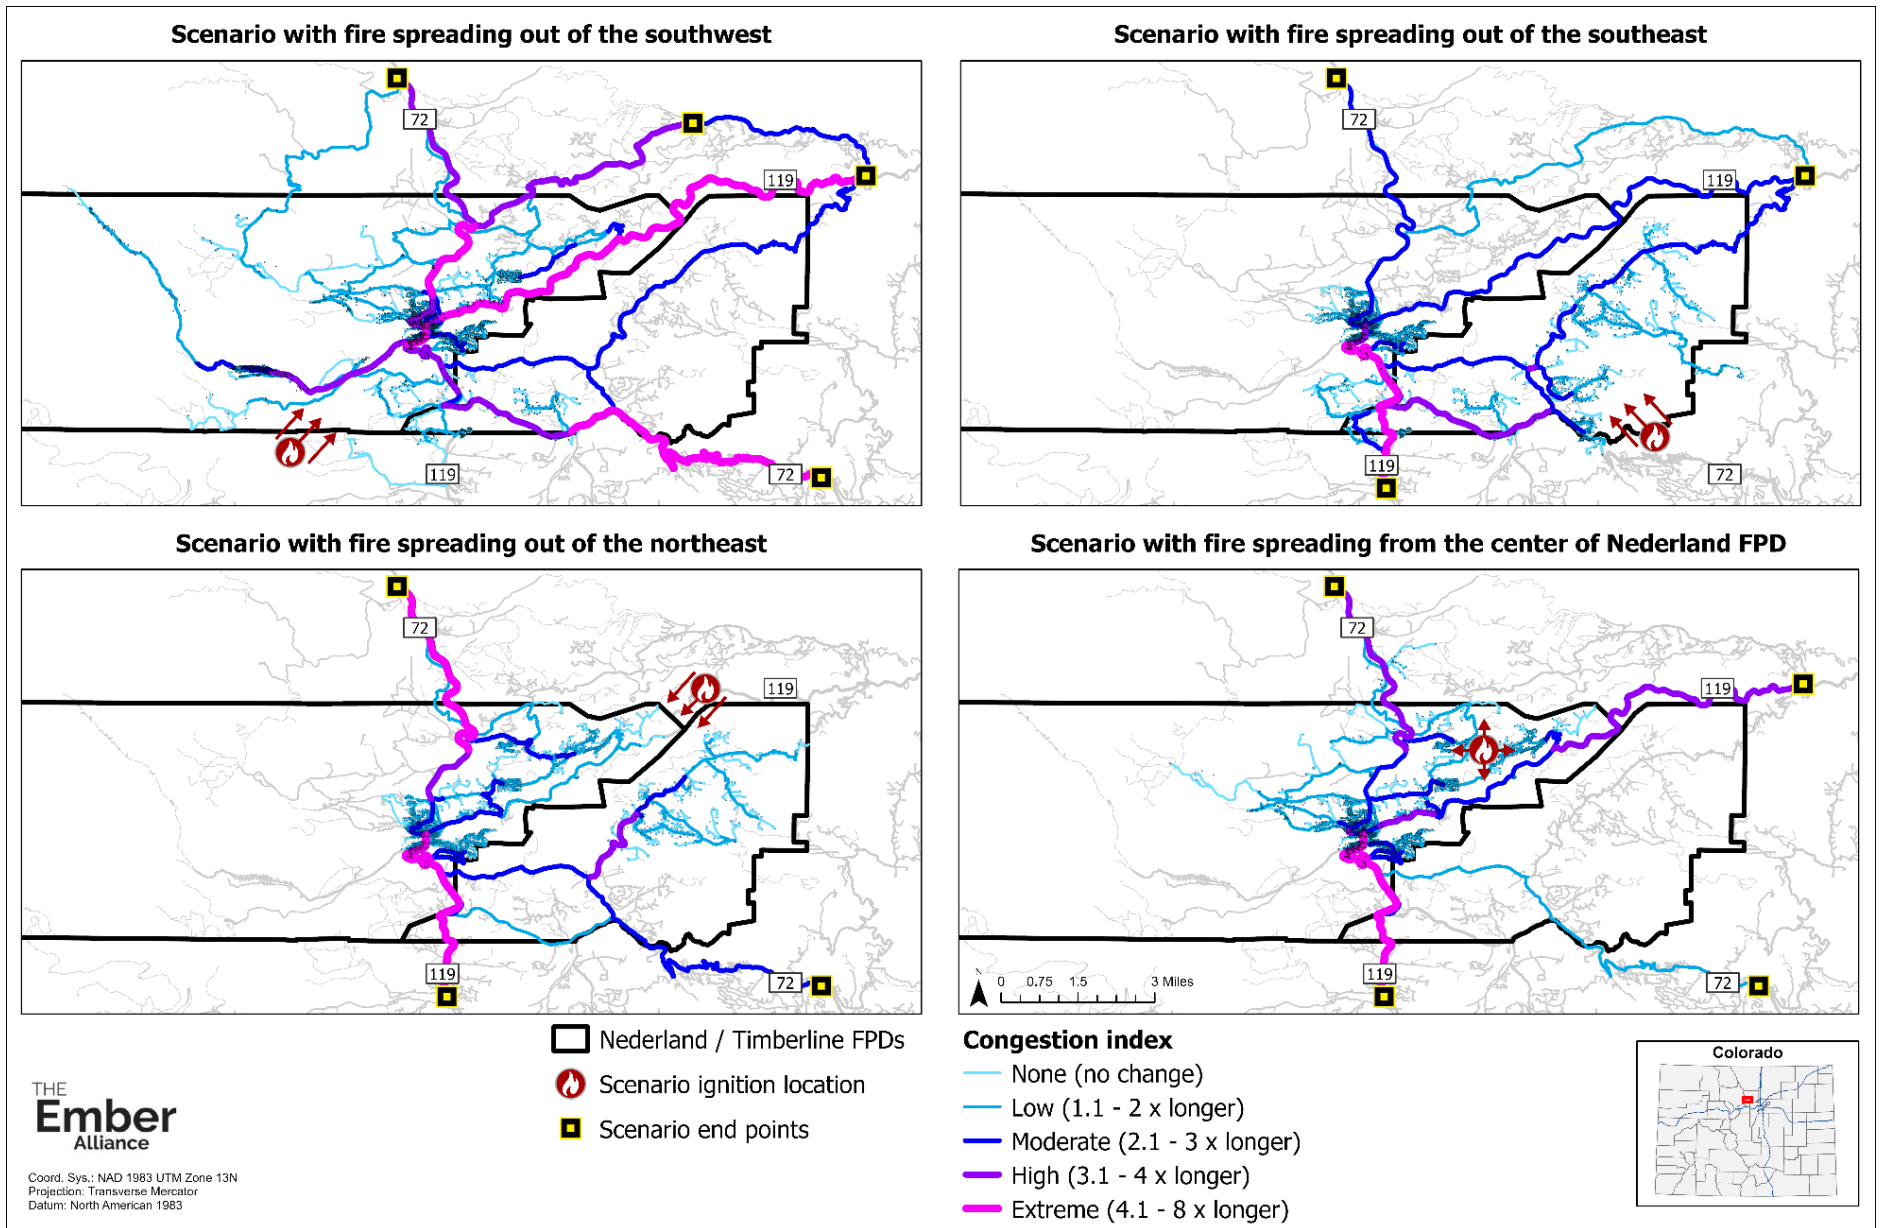 Scenario with fire spreading out of the southwest
Scenario with fire spreading out of the southeast
72
119
119
72
72
119
119
72
Scenario with fire spreading out of the northeast
Scenario with fire spreading from the center of Nederland FPD
72
119
119
72
72
119
119
72
N
0 0.75 1.5 3 Miles
Nederland / Timberline FPDs
Scenario ignition location
Scenario end points
Congestion index
None (no change)
Low (1.1 - 2 x longer)
Moderate (2.1 - 3 x longer)
High (3.1 - 4 x longer)
Extreme (4.1 - 8 x longer)
Colorado
THE
Ember
Alliance
Coord. Sys.: NAD 1983 UTM Zone 13N
Projection: Transverse Mercator
Datum: North American 1983